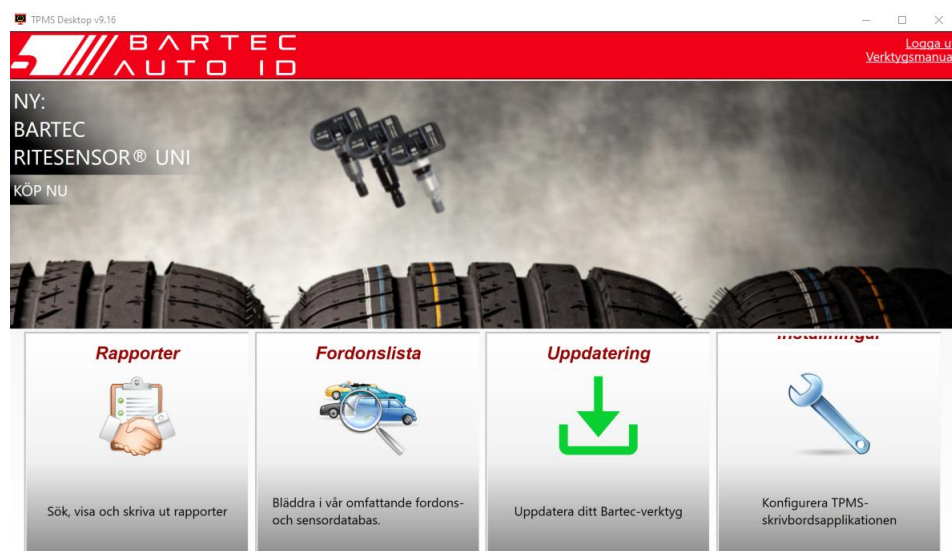 TPMS Desktop v9.16
BARTEC
AUTO ID
Logga u
Verktygsmanua
NY:
BARTEC
RITESENSOR® UNI
KÖP NU
Rapporter
Sök, visa och skriva ut rapporter
Fordonslista
Bläddra i vår omfattande fordons-
och sensordatabas.
Uppdatering
Uppdatera ditt Bartec-verktyg
Inställningar
Konfigurera TPMS-
skrivbordsapplikationen